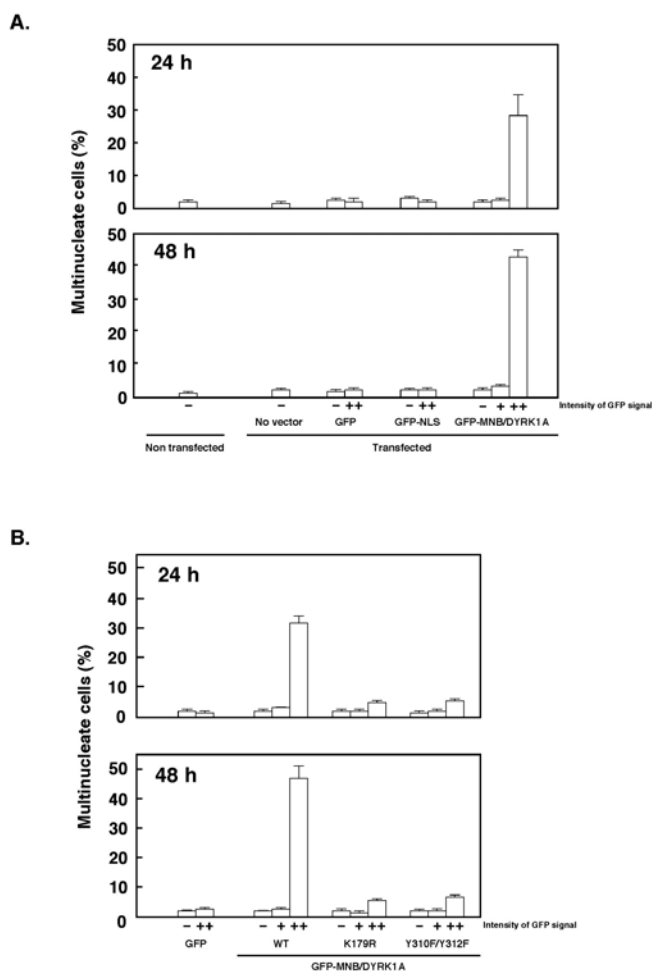 A.
50
24 h
40
30
20
10
0
50
48 h
40
30
20
10
0
Multinucleate cells (%)
– – – ++ – ++ – + ++ Intensity of GFP signal
No vector GFP GFP-NLS GFP-MNB/DYRK1A
Non transfected Transfected
B.
50
24 h
40
30
20
10
0
50
48 h
40
30
20
10
0
Multinucleate cells (%)
– ++ – + ++ – + ++ – + ++ Intensity of GFP signal
GFP WT K179R Y310F/Y312F
GFP-MNB/DYRK1A